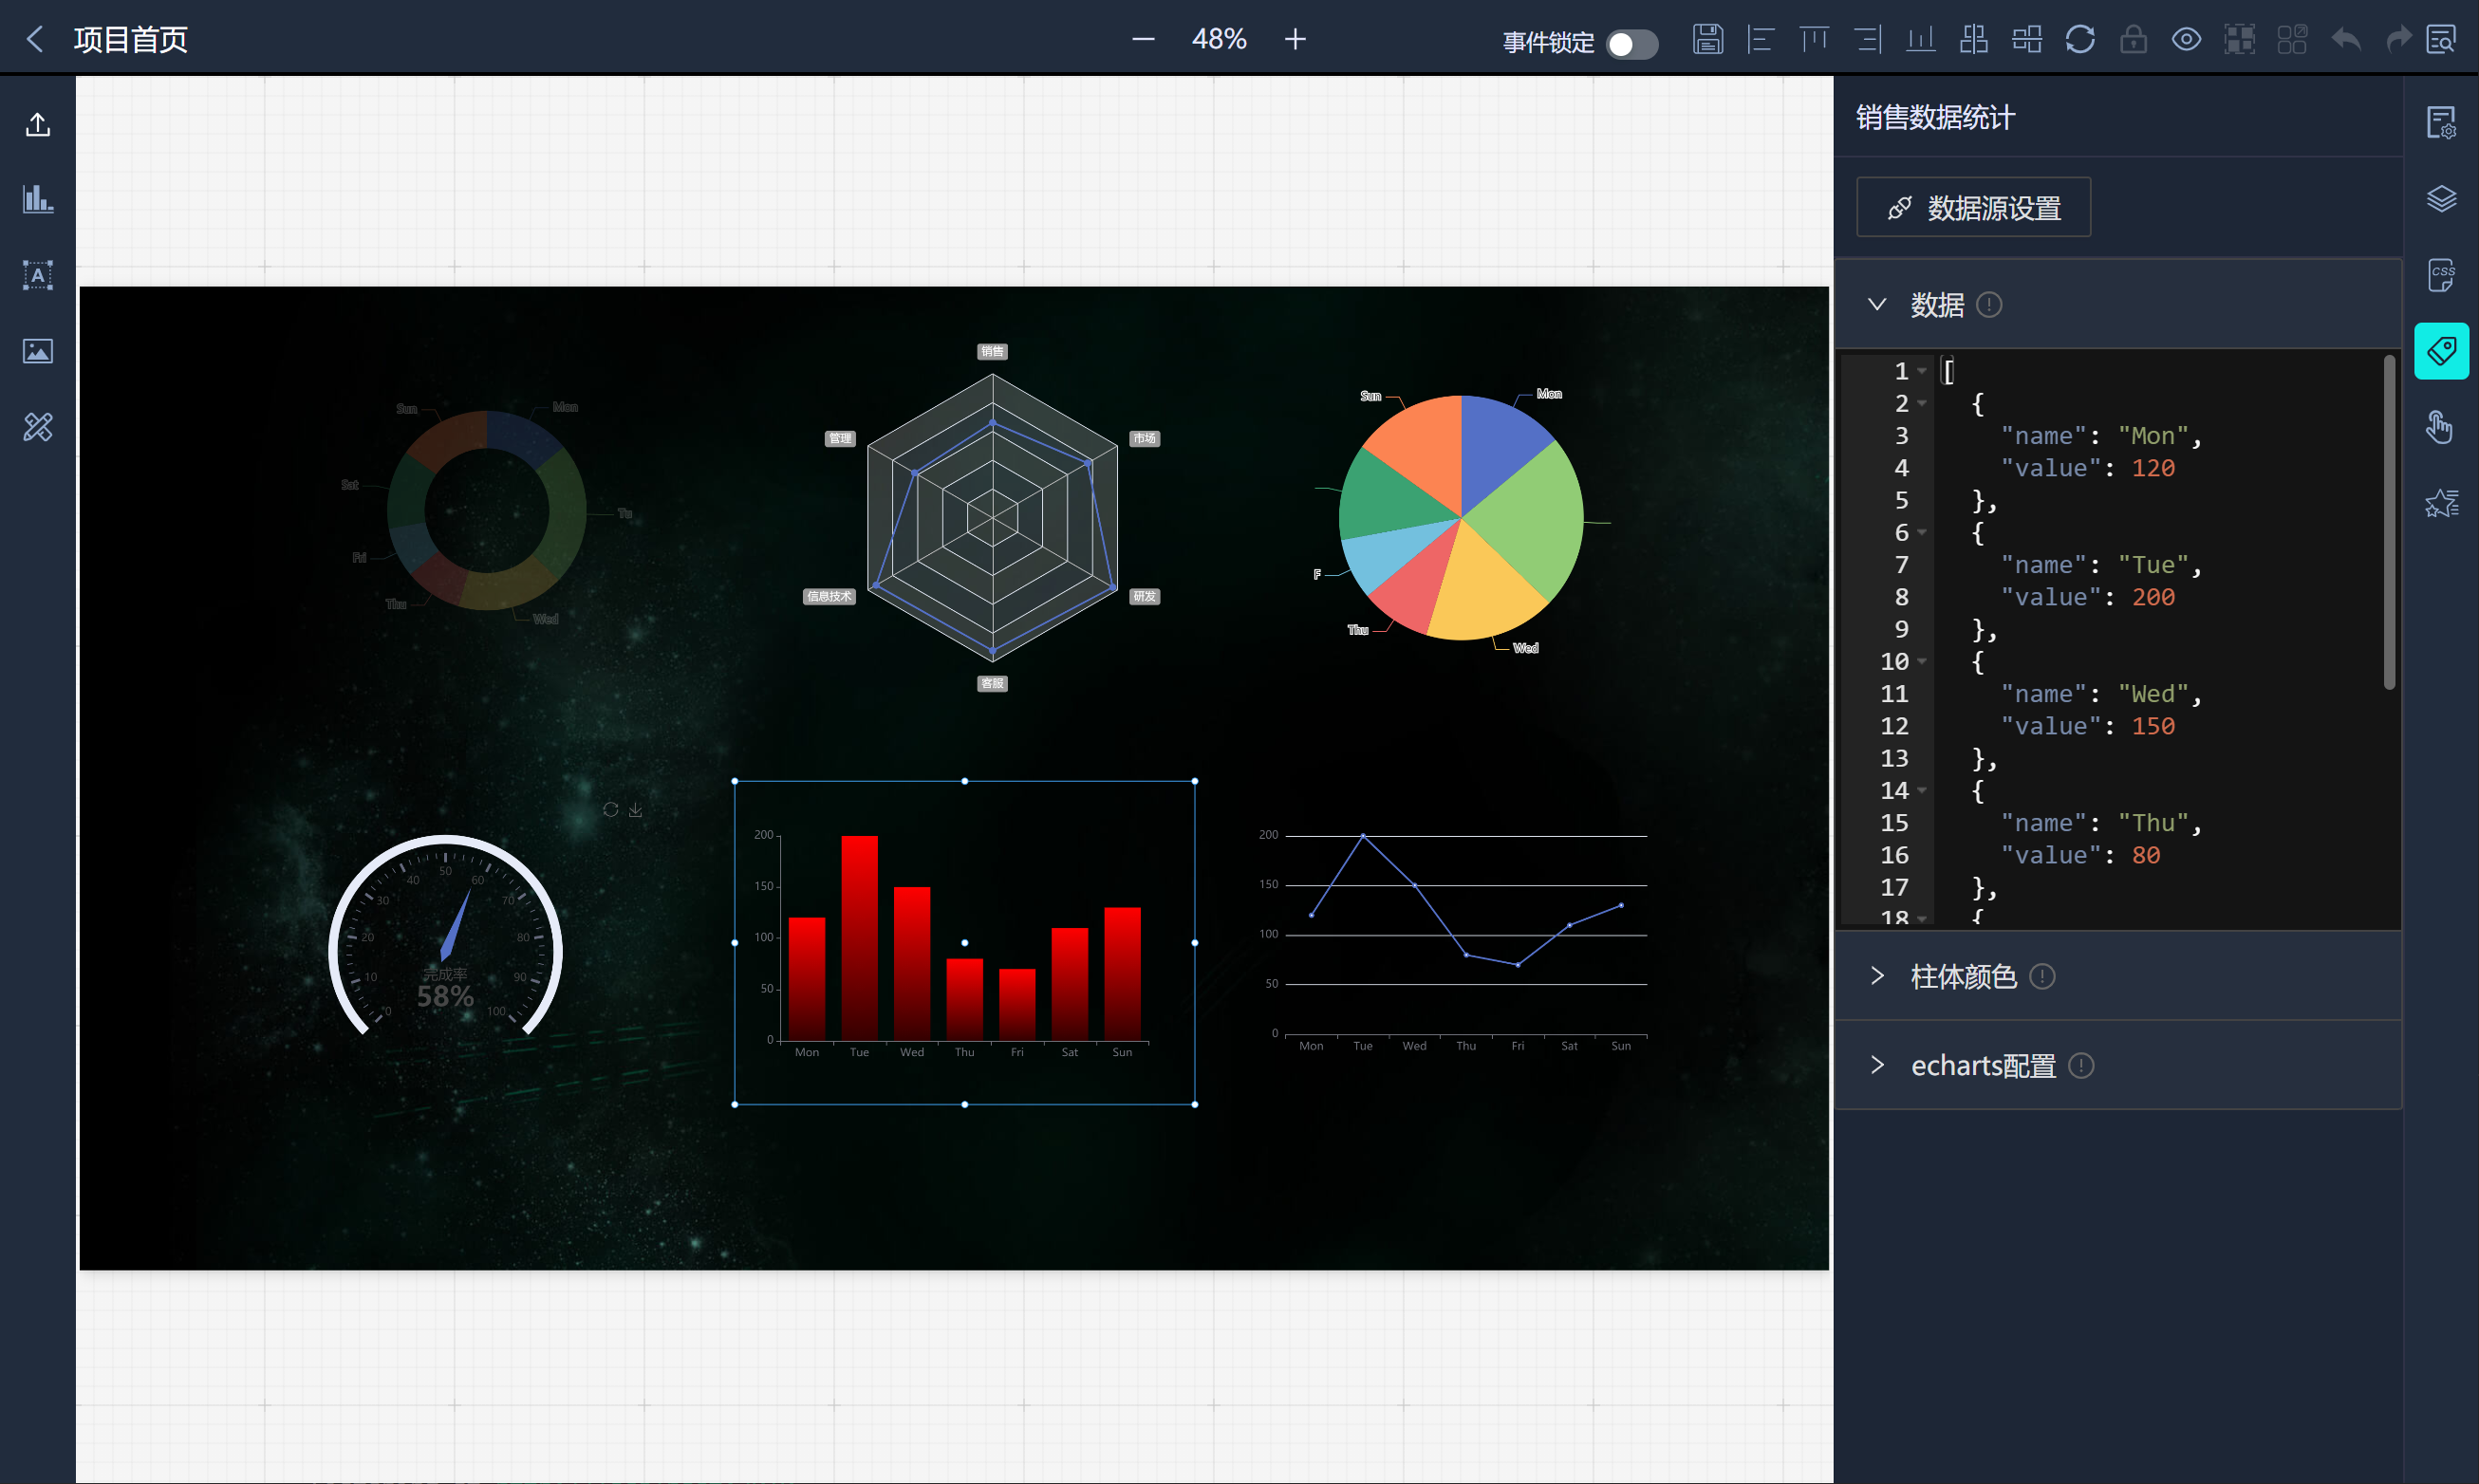 项目首页
48%
事件锁定
销售数据统计
数据源设置
数据
1 [
2 {
3 "name": "Mon",
4 "value": 120
5 },
6 {
7 "name": "Tue",
8 "value": 200
9 },
10 {
11 "name": "Wed",
12 "value": 150
13 },
14 {
15 "name": "Thu",
16 "value": 80
17 },
18 {
柱体颜色
echarts配置
A
CSS
Sun
Mon
Sat
Tu
Fri
Thu
Wed
销售
管理
市场
信息技术
研发
客服
Sun
Mon
F
Thu
Wed
0
10
20
30
40
50
60
70
80
90
100
完成率
58%
200
150
100
50
0
Mon Tue Wed Thu Fri Sat Sun
200
150
100
50
0
Mon Tue Wed Thu Fri Sat Sun